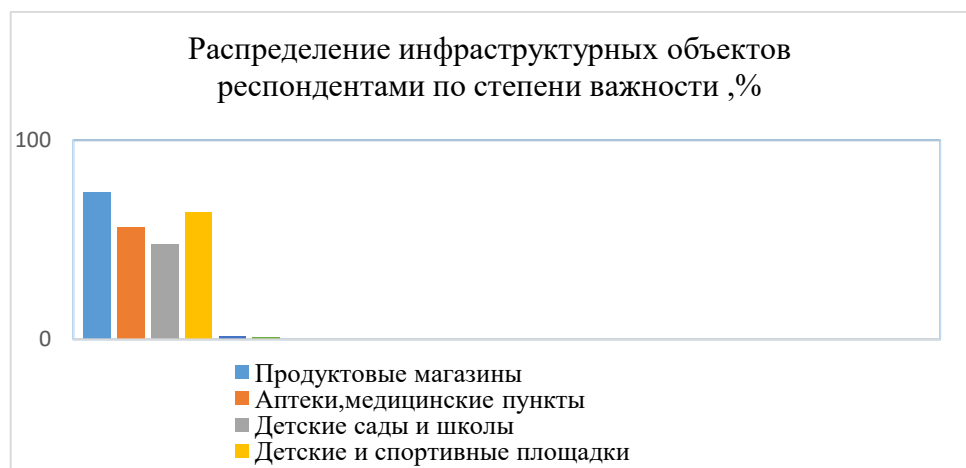 Распределение инфраструктурных объектов
респондентами по степени важности ,%
100
0
Продуктовые магазины
Аптеки,медицинские пункты
Детские сады и школы
Детские и спортивные площадки